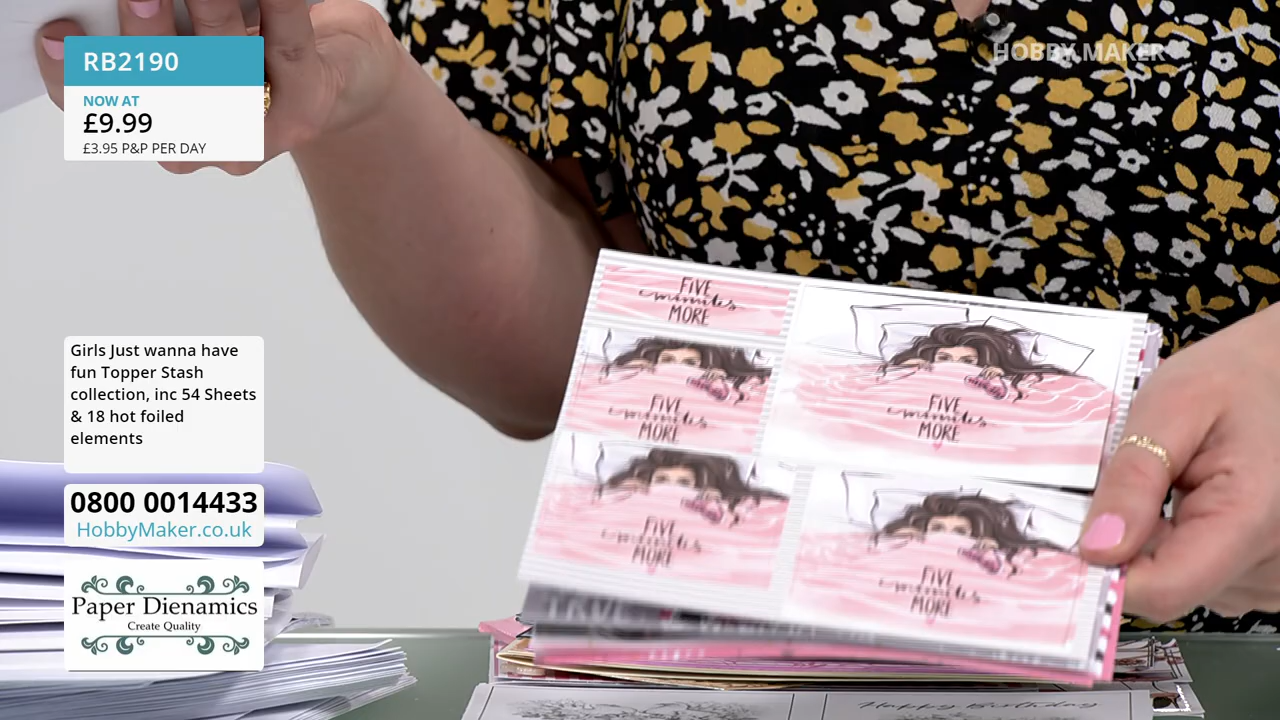 RB2190
NOW AT
£9.99
£3.95 P&P PER DAY
HOBBY MAKER
Girls Just wanna have
fun Topper Stash
collection, inc 54 Sheets
& 18 hot foiled
elements
0800 0014433
HobbyMaker.co.uk
Paper Dienamics
Create Quality
FIVE
minutes
MORE
FIVE
minutes
MORE
FIVE
minutes
MORE
FIVE
minutes
MORE
FIVE
minutes
MORE
Happy Birthday